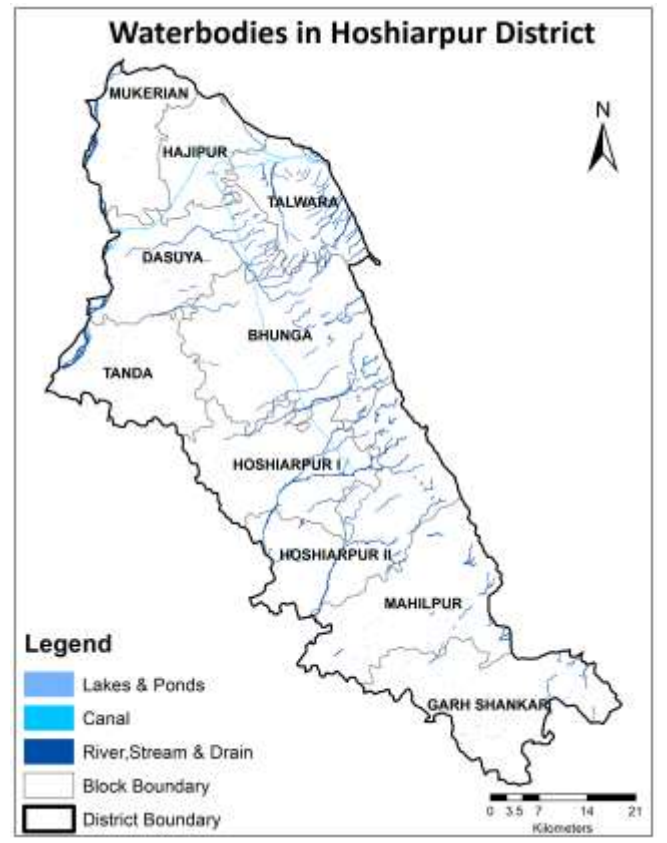 Waterbodies in Hoshiarpur District
MUKERIAN
N
HAJIPUR
TALWARA
DASUYA
BHUNGA
TANDA
HOSHIARPUR I
HOSHIARPUR II
MAHILPUR
GARH SHANKAR
Legend
Lakes & Ponds
Canal
River,Stream & Drain
Block Boundary
District Boundary
0 3.5 7 14 21
Kilometers